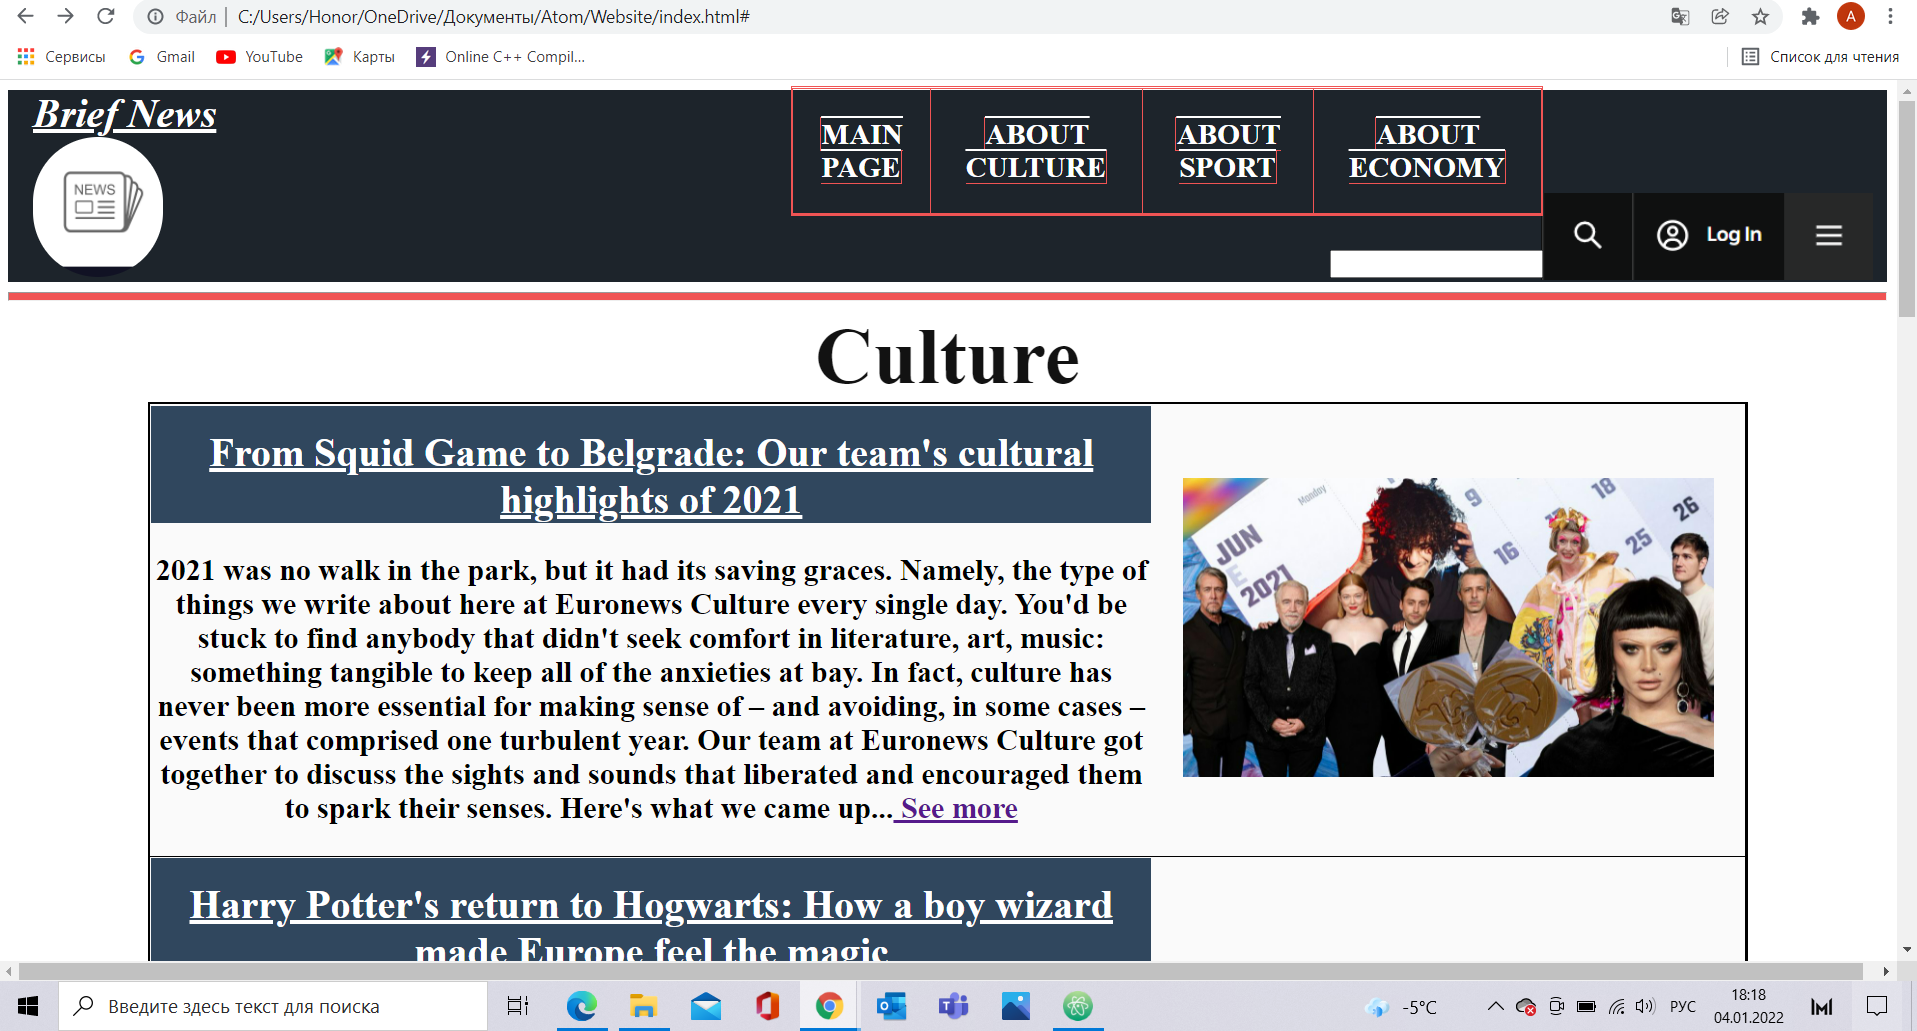 Файл | C:/Users/Honor/OneDrive/Документы/Atom/Website/index.html#
A
Сервисы Gmail YouTube Карты Online C++ Compil... Список для чтения
Brief News
NEWS
MAIN PAGE
ABOUT CULTURE
ABOUT SPORT
ABOUT ECONOMY
Log In
Culture
From Squid Game to Belgrade: Our team's cultural
highlights of 2021
2021 was no walk in the park, but it had its saving graces. Namely, the type of
things we write about here at Euronews Culture every single day. You'd be
stuck to find anybody that didn't seek comfort in literature, art, music:
something tangible to keep all of the anxieties at bay. In fact, culture has
never been more essential for making sense of – and avoiding, in some cases –
events that comprised one turbulent year. Our team at Euronews Culture got
together to discuss the sights and sounds that liberated and encouraged them
to spark their senses. Here's what we came up... See more
Monday
JUN
2021
9
16
18
25
26
Harry Potter's return to Hogwarts: How a boy wizard
made Europe feel the magic
Введите здесь текст для поиска
-5°C
РУС
18:18
04.01.2022